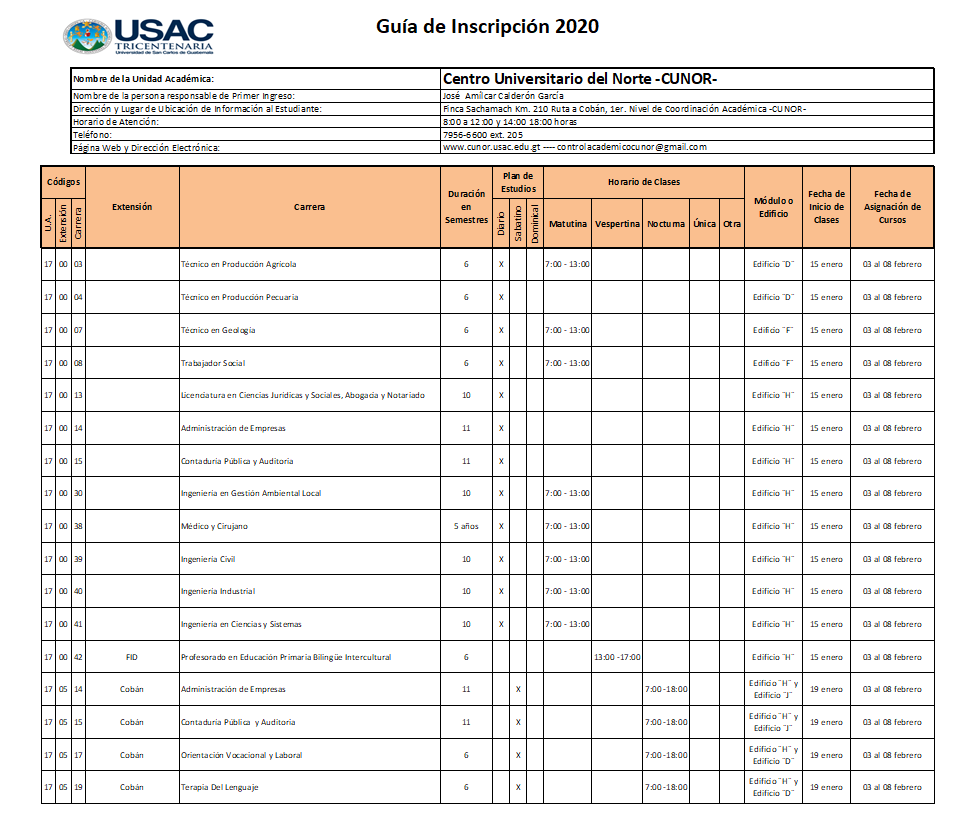 USAC
TRICENTENARIA
Universidad de San Carlos de Guatemala
Guía de Inscripción 2020
Nombre de la Unidad Académica: Centro Universitario del Norte -CUNOR-
Nombre de la persona responsable de Primer Ingreso: José Amílcar Calderón García
Dirección y Lugar de Ubicación de Información al Estudiante: Finca Sachamach Km. 210 Ruta a Cobán, 1er. Nivel de Coordinación Académica -CUNOR-
Horario de Atención: 8:00 a 12:00 y 14:00 18:00 horas
Teléfono: 7956-6600 ext. 205
Página Web y Dirección Electrónica: www.cunor.usac.edu.gt ---- controlacademicocunor@gmail.com
Códigos Extensión Carrera Duración en Semestres Plan de Estudios Horario de Clases Módulo o Edificio Fecha de Inicio de Clases Fecha de Asignación de Cursos
U.A. Extensión Carrera Diario Sabatino Dominical Matutina Vespertina Nocturna Única Otra
17 00 03 Técnico en Producción Agrícola 6 X 7:00 - 13:00 Edificio ¨D¨ 15 enero 03 al 08 febrero
17 00 04 Técnico en Producción Pecuaria 6 X Edificio ¨D¨ 15 enero 03 al 08 febrero
17 00 07 Técnico en Geología 6 X 7:00 - 13:00 Edificio ¨F¨ 15 enero 03 al 08 febrero
17 00 08 Trabajador Social 6 X 7:00 - 13:00 Edificio ¨F¨ 15 enero 03 al 08 febrero
17 00 13 Licenciatura en Ciencias Jurídicas y Sociales, Abogacía y Notariado 10 X Edificio ¨H¨ 15 enero 03 al 08 febrero
17 00 14 Administración de Empresas 11 X Edificio ¨H¨ 15 enero 03 al 08 febrero
17 00 15 Contaduría Pública y Auditoría 11 X Edificio ¨H¨ 15 enero 03 al 08 febrero
17 00 30 Ingeniería en Gestión Ambiental Local 10 X 7:00 - 13:00 Edificio ¨H¨ 15 enero 03 al 08 febrero
17 00 38 Médico y Cirujano 5 años X 7:00 - 13:00 Edificio ¨H¨ 15 enero 03 al 08 febrero
17 00 39 Ingeniería Civil 10 X 7:00 - 13:00 Edificio ¨H¨ 15 enero 03 al 08 febrero
17 00 40 Ingeniería Industrial 10 X 7:00 - 13:00 Edificio ¨H¨ 15 enero 03 al 08 febrero
17 00 41 Ingeniería en Ciencias y Sistemas 10 X 7:00 - 13:00 Edificio ¨H¨ 15 enero 03 al 08 febrero
17 00 42 FID Profesorado en Educación Primaria Bilingüe Intercultural 6 13:00 -17:00 Edificio ¨H¨ 15 enero 03 al 08 febrero
17 05 14 Cobán Administración de Empresas 11 X 7:00 -18:00 Edificio ¨H¨ y Edificio ¨J¨ 19 enero 03 al 08 febrero
17 05 15 Cobán Contaduría Pública y Auditoria 11 X 7:00 -18:00 Edificio ¨H¨ y Edificio ¨J¨ 19 enero 03 al 08 febrero
17 05 17 Cobán Orientación Vocacional y Laboral 6 X 7:00 -18:00 Edificio ¨H¨ y Edificio ¨D¨ 19 enero 03 al 08 febrero
17 05 19 Cobán Terapia Del Lenguaje 6 X 7:00 -18:00 Edificio ¨H¨ y Edificio ¨D¨ 19 enero 03 al 08 febrero